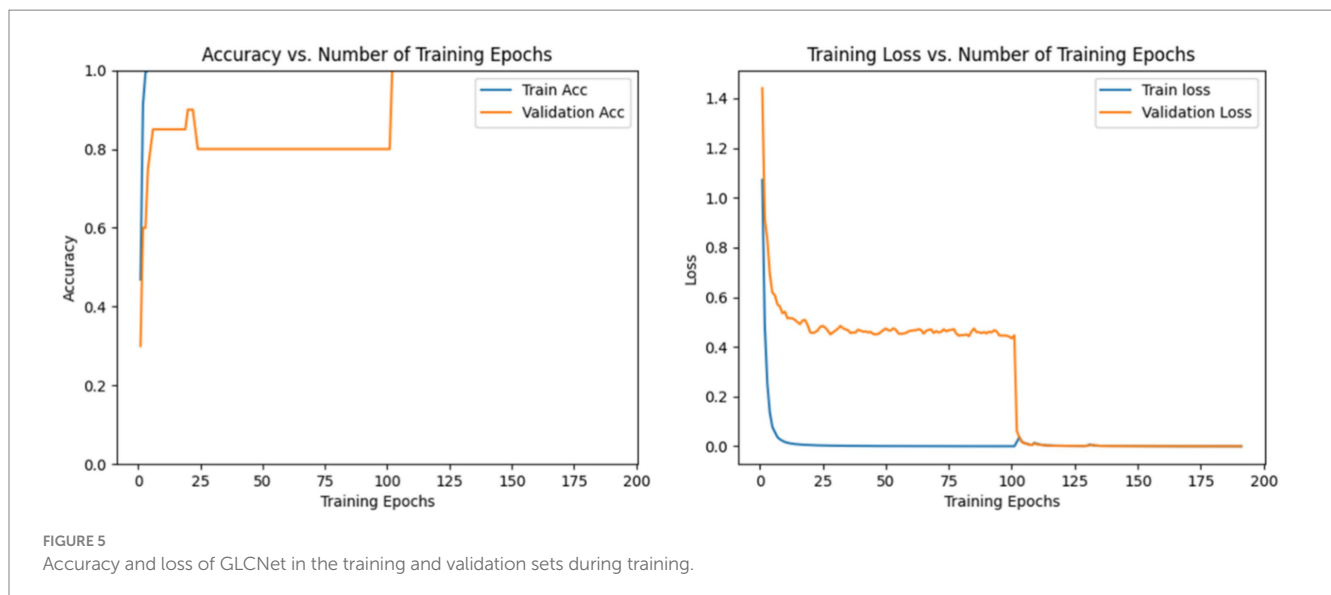 Accuracy vs. Number of Training Epochs
1.0
0.8
0.6
0.4
0.2
0.0
Accuracy
Train Acc
Validation Acc
0 25 50 75 100 125 150 175 200
Training Epochs
Training Loss vs. Number of Training Epochs
1.4
1.2
1.0
0.8
0.6
0.4
0.2
0.0
Loss
Train loss
Validation Loss
0 25 50 75 100 125 150 175 200
Training Epochs
FIGURE 5
Accuracy and loss of GLCNet in the training and validation sets during training.